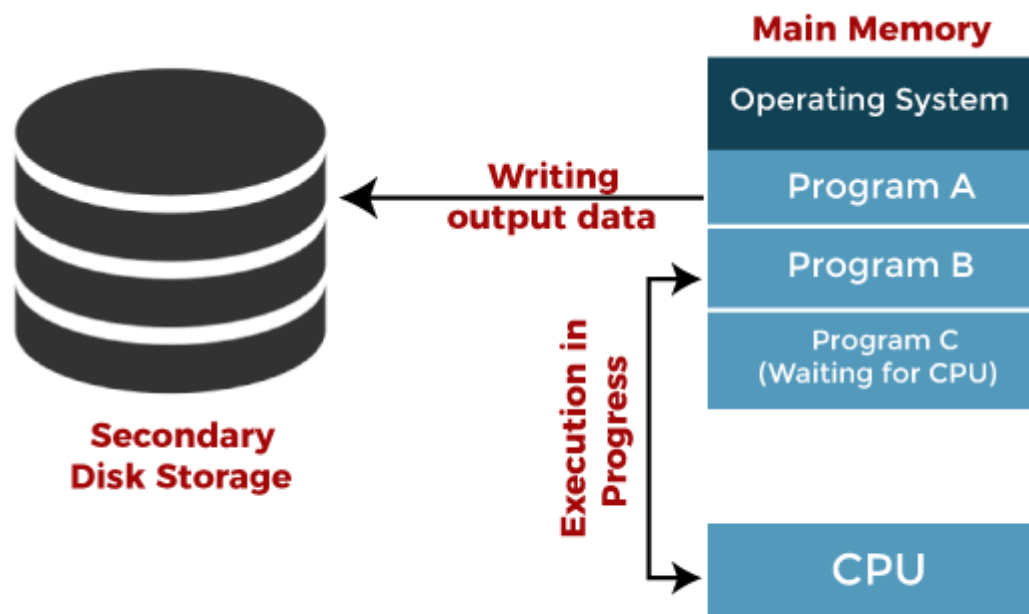 Main Memory
Operating System
Program A
Writing
output data
Program B
Program C
(Waiting for CPU)
Execution in
Progress
Secondary
Disk Storage
CPU